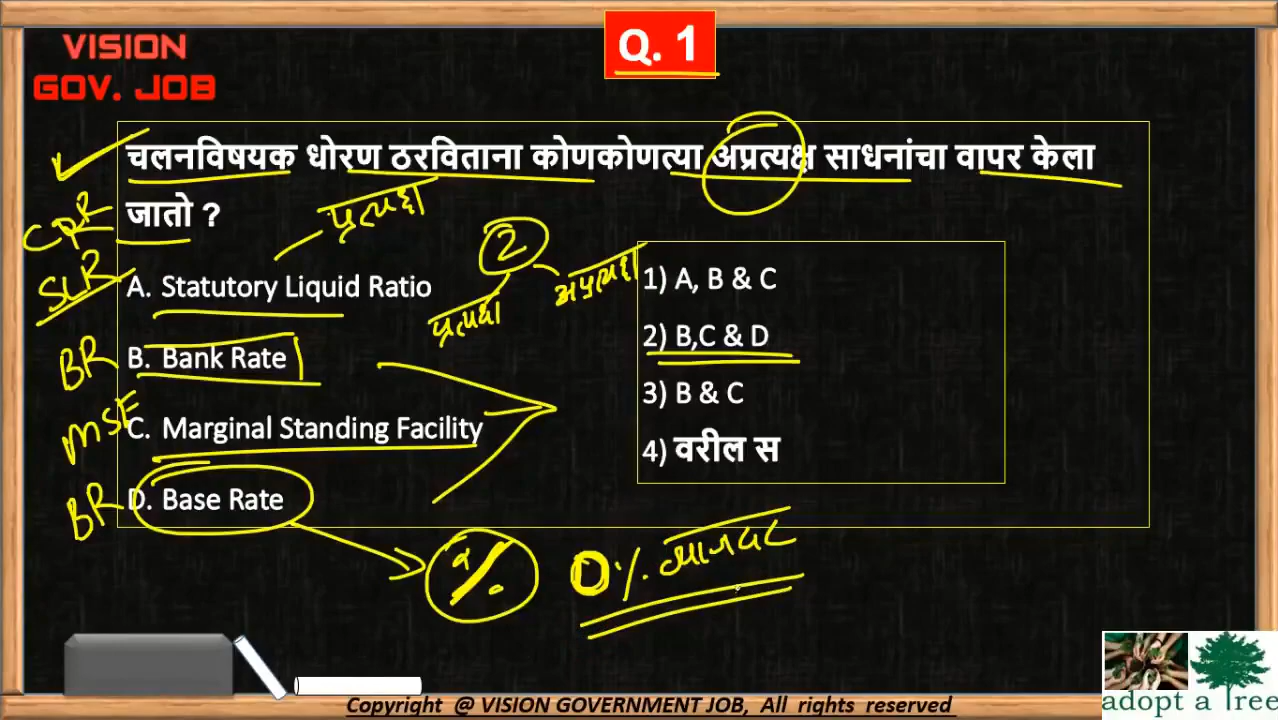 Q. 1
VISION
GOV. JOB
चलनविषयक धोरण ठरविताना कोणकोणत्या अप्रत्यक्ष साधनांचा वापर केला
जातो ?
प्रत्यक्ष
CRR
SLR
A. Statutory Liquid Ratio
2
प्रत्यक्ष
अप्रत्यक्ष
BR
B. Bank Rate
MSF
C. Marginal Standing Facility
BR
D. Base Rate
1) A, B & C
2) B,C & D
3) B & C
4) वरील स
%
0%
Copyright @ VISION GOVERNMENT JOB, All rights reserved
adopt a Tree